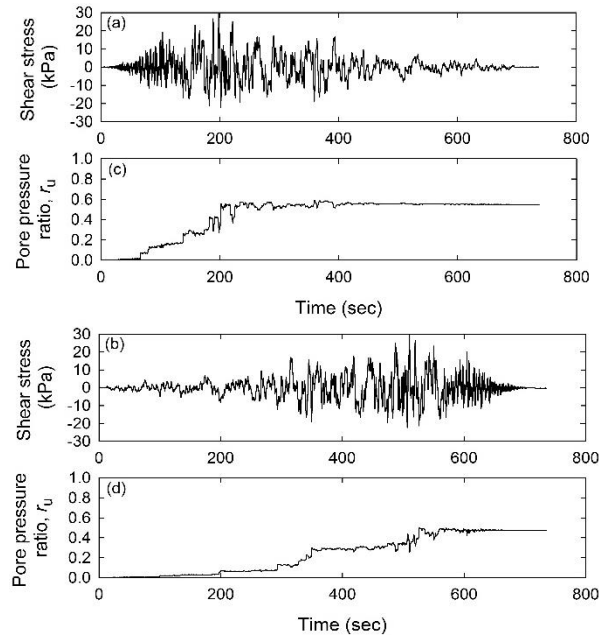 (a)
Shear stress
(kPa)
30
20
10
0
-10
-20
-30
0 200 400 600 800
(c)
Pore pressure
ratio, ru
1.0
0.8
0.6
0.4
0.2
0.0
0 200 400 600 800
Time (sec)
(b)
Shear stress
(kPa)
30
20
10
0
-10
-20
-30
0 200 400 600 800
(d)
Pore pressure
ratio, ru
1.0
0.8
0.6
0.4
0.2
0.0
0 200 400 600 800
Time (sec)